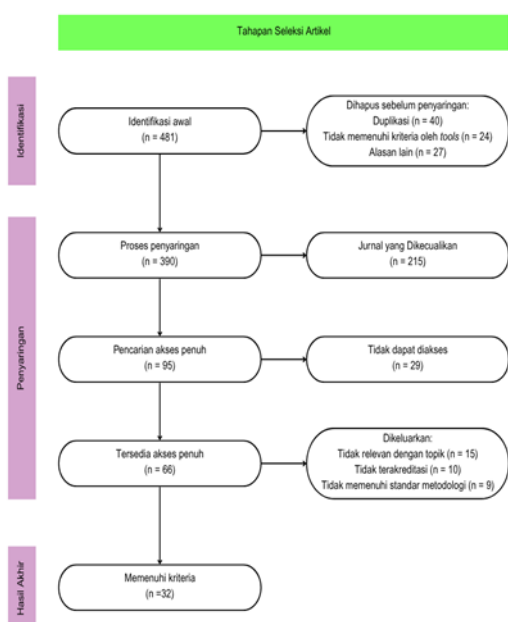 Tahapan Seleksi Artikel
Identifikasi
Identifikasi awal
(n = 481)
Dihapus sebelum penyaringan:
Duplikasi (n = 40)
Tidak memenuhi kriteria oleh tools (n = 24)
Alasan lain (n = 27)
Penyaringan
Proses penyaringan
(n = 390)
Jurnal yang Dikecualikan
(n = 215)
Pencarian akses penuh
(n = 95)
Tidak dapat diakses
(n = 29)
Tersedia akses penuh
(n = 66)
Dikeluarkan:
Tidak relevan dengan topik (n = 15)
Tidak terakreditasi (n = 10)
Tidak memenuhi standar metodologi (n = 9)
Hasil Akhir
Memenuhi kriteria
(n =32)